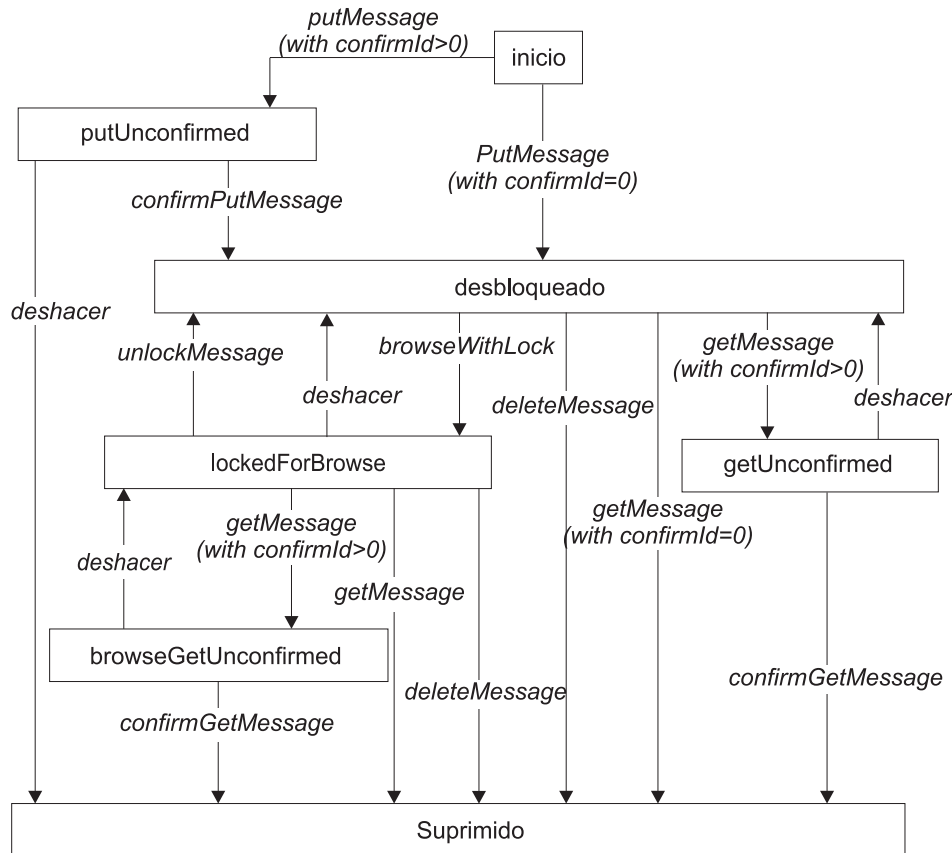 putMessage
(with confirmId>0)
inicio
putUnconfirmed
PutMessage
(with confirmId=0)
confirmPutMessage
desbloqueado
deshacer
unlockMessage
deshacer
browseWithLock
deleteMessage
getMessage
(with confirmId>0)
deshacer
lockedForBrowse
getUnconfirmed
getMessage
(with confirmId>0)
deshacer
getMessage
getMessage
(with confirmId=0)
browseGetUnconfirmed
confirmGetMessage
deleteMessage
confirmGetMessage
Suprimido